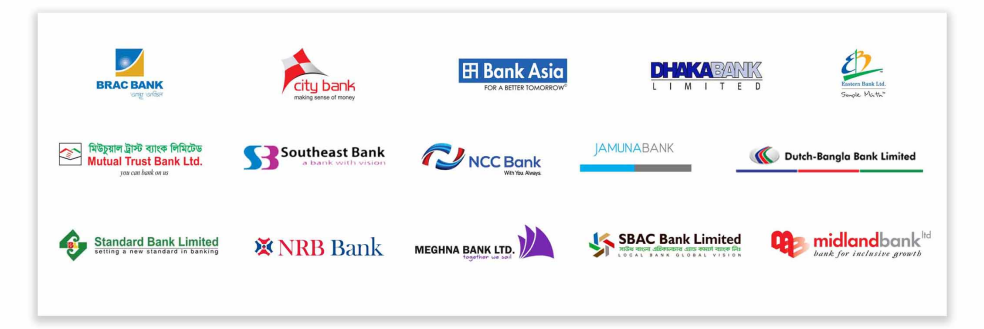 BRAC BANK
city bank
making sense of money
Bank Asia
FOR A BETTER TOMORROW
DHAKA BANK
LIMITED
Eastern Bank Ltd.
Simple Math
মিউচুয়াল ট্রাস্ট ব্যাংক লিমিটেড
Mutual Trust Bank Ltd.
you can bank on us
Southeast Bank
a bank with vision
NCC Bank
With You. Always.
JAMUNA BANK
Dutch-Bangla Bank Limited
Standard Bank Limited
setting a new standard in banking
NRB Bank
MEGHNA BANK LTD.
together we sail
SBAC Bank Limited
LOCAL BANK GLOBAL VISION
midlandbank ltd
bank for inclusive growth